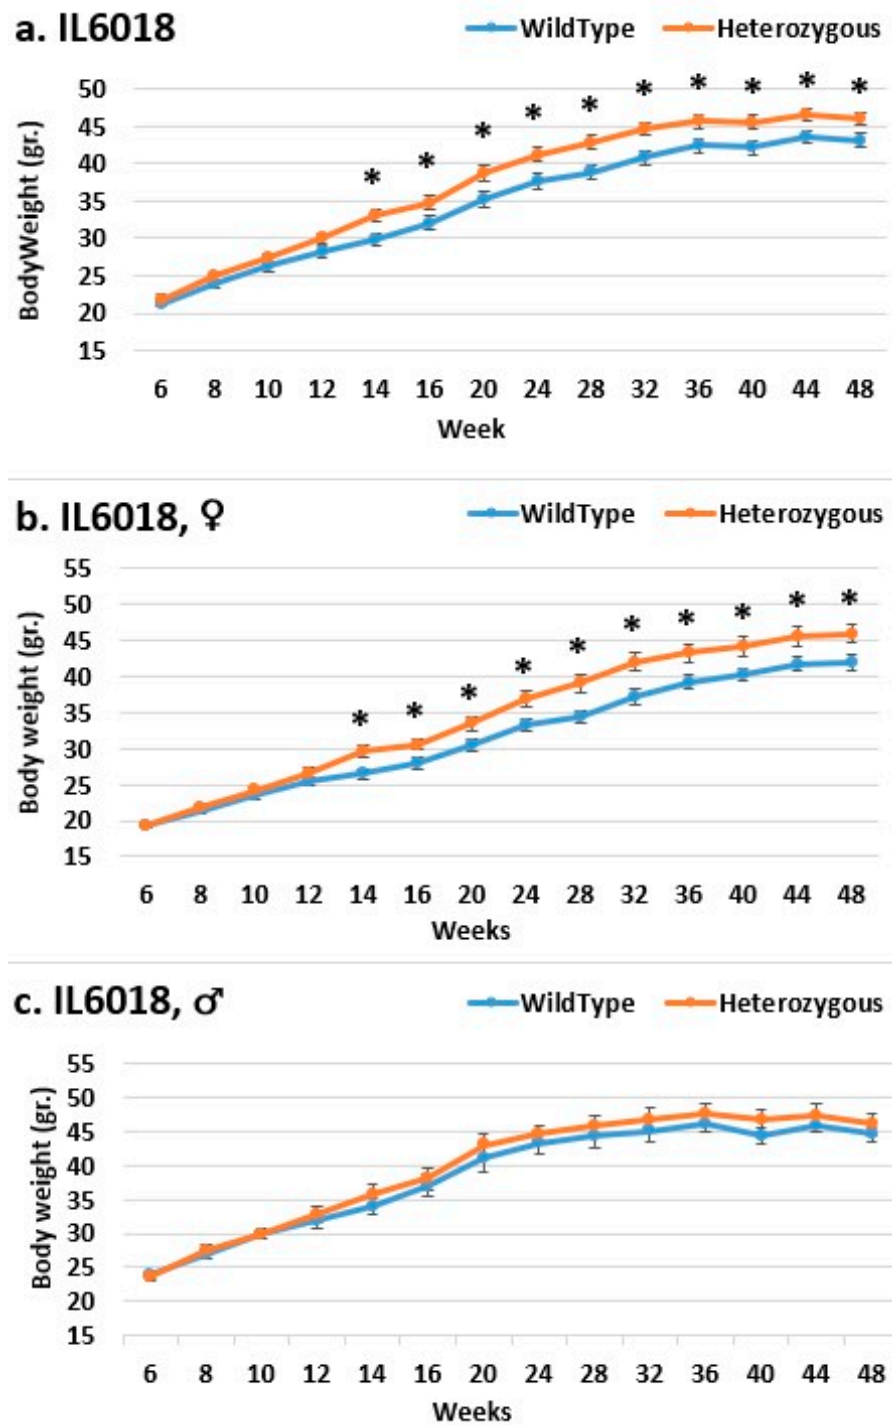 a. IL6018
WildType Heterozygous
* * * * * * * * * *
50
45
40
35
30
25
20
15
BodyWeight (gr.)
6 8 10 12 14 16 20 24 28 32 36 40 44 48
Week
b. IL6018, ♀
WildType Heterozygous
* * * * * * * * * *
55
50
45
40
35
30
25
20
15
Body weight (gr.)
6 8 10 12 14 16 20 24 28 32 36 40 44 48
Weeks
c. IL6018, ♂
WildType Heterozygous
55
50
45
40
35
30
25
20
15
Body weight (gr.)
6 8 10 12 14 16 20 24 28 32 36 40 44 48
Weeks